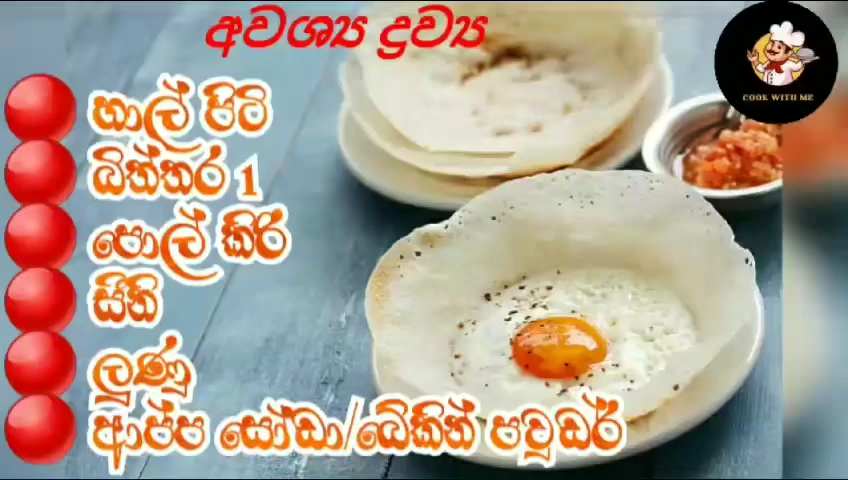 අවශ්‍ය ද්‍රව්‍ය
COOK WITH ME
හාල් පිටි
බිත්තර 1
පොල් කිරි
සීනි
ලුණු
ආප්ප සෝඩා/බේකින් පවුඩර්